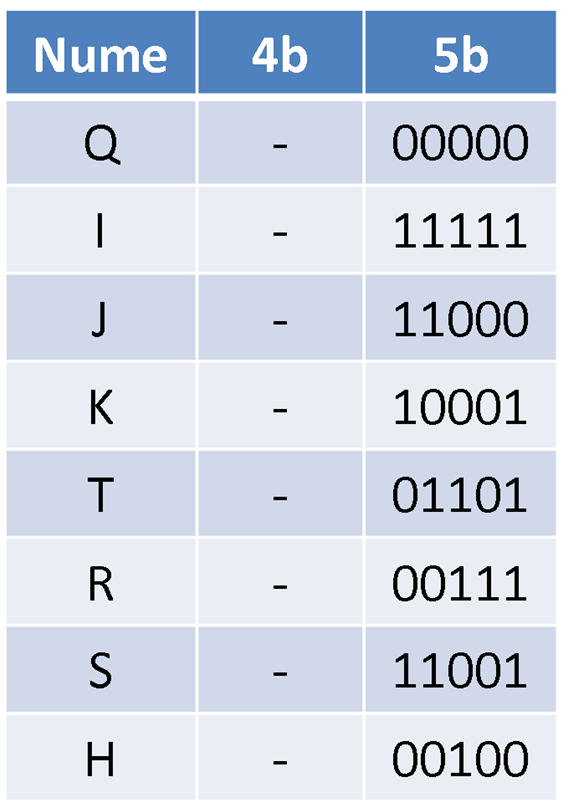 Nume 4b 5b
Q - 00000
I - 11111
J - 11000
K - 10001
T - 01101
R - 00111
S - 11001
H - 00100